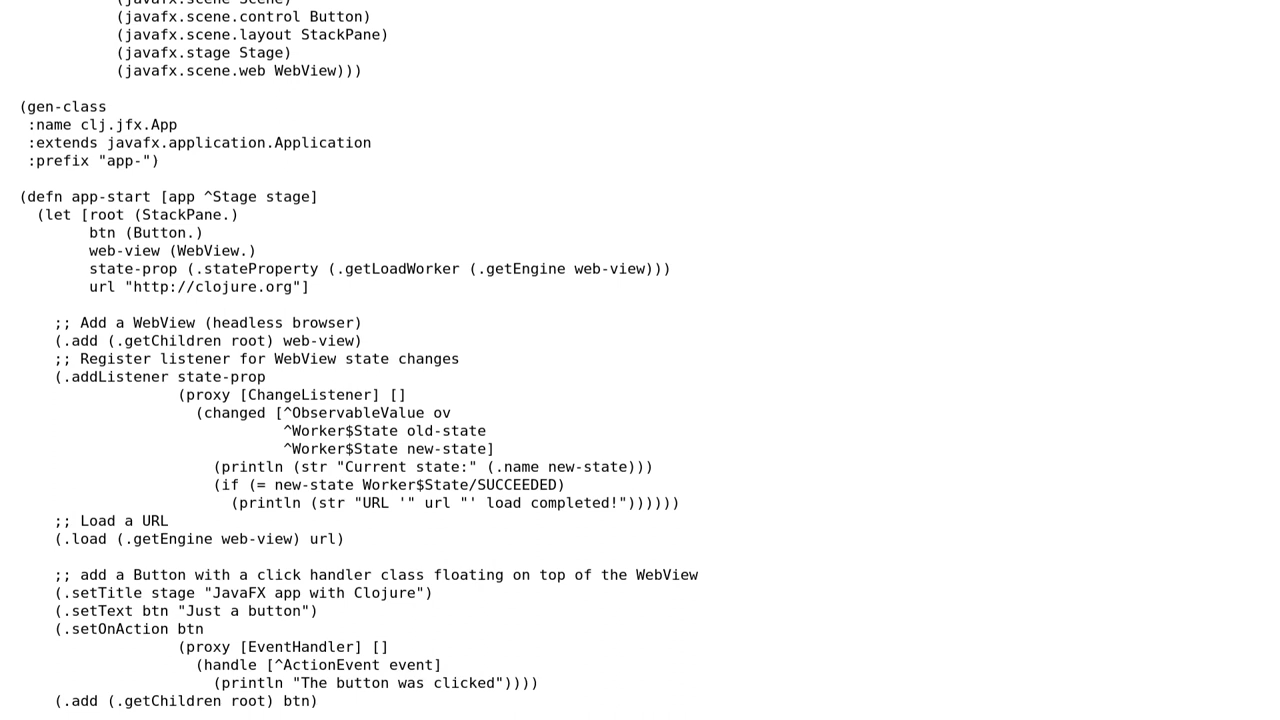 (javafx.scene Scene)
(javafx.scene.control Button)
(javafx.scene.layout StackPane)
(javafx.stage Stage)
(javafx.scene.web WebView)))
(gen-class
:name clj.jfx.App
:extends javafx.application.Application
:prefix "app-")
(defn app-start [app ^Stage stage]
(let [root (StackPane.)
btn (Button.)
web-view (WebView.)
state-prop (.stateProperty (.getLoadWorker (.getEngine web-view)))
url "http://clojure.org"]
;; Add a WebView (headless browser)
(.add (.getChildren root) web-view)
;; Register listener for WebView state changes
(.addListener state-prop
(proxy [ChangeListener] []
(changed [^ObservableValue ov
^Worker$State old-state
^Worker$State new-state]
(println (str "Current state:" (.name new-state)))
(if (= new-state Worker$State/SUCCEEDED)
(println (str "URL '" url "' load completed!"))))))
;; Load a URL
(.load (.getEngine web-view) url)
;; add a Button with a click handler class floating on top of the WebView
(.setTitle stage "JavaFX app with Clojure")
(.setText btn "Just a button")
(.setOnAction btn
(proxy [EventHandler] []
(handle [^ActionEvent event]
(println "The button was clicked"))))
(.add (.getChildren root) btn)